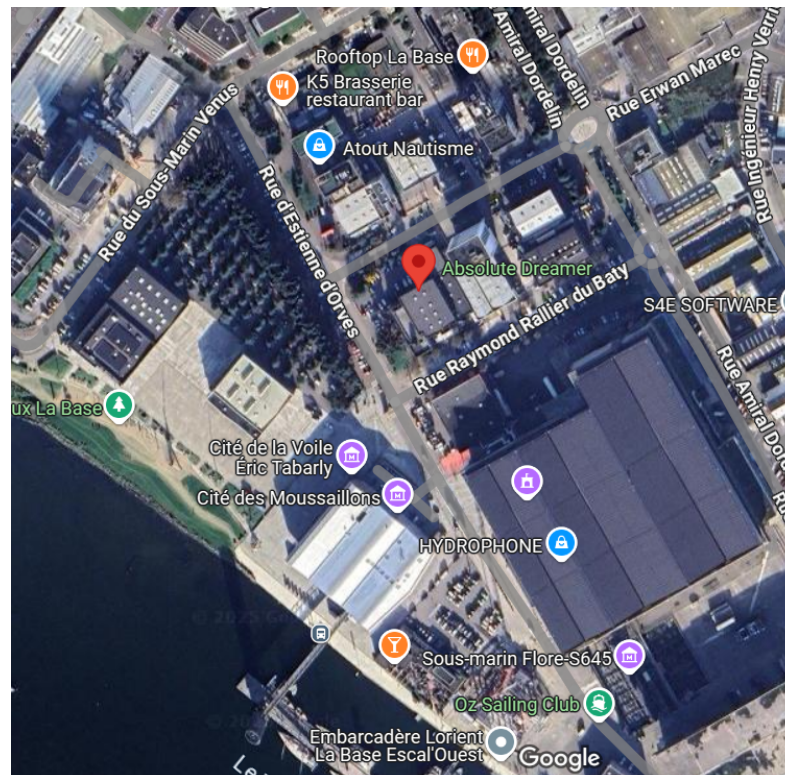 Rooftop La Base
K5 Brasserie
restaurant bar
Amiral Dordelin
Amiral Dordelin
Rue Erwan Marec
Rue Ingénieur Henry Verri
Atout Nautisme
Rue du Sous-Marin Venus
Rue d'Estienne d'Orves
Absolute Dreamer
S4E SOFTWARE
Rue Raymond Rallier du Baty
Rue Amiral Dor
ux La Base
Cité de la Voile
Éric Tabarly
Cité des Moussaillons
HYDROPHONE
Sous-marin Flore-S645
Oz Sailing Club
Embarcadère Lorient
La Base Escal'Ouest
Google